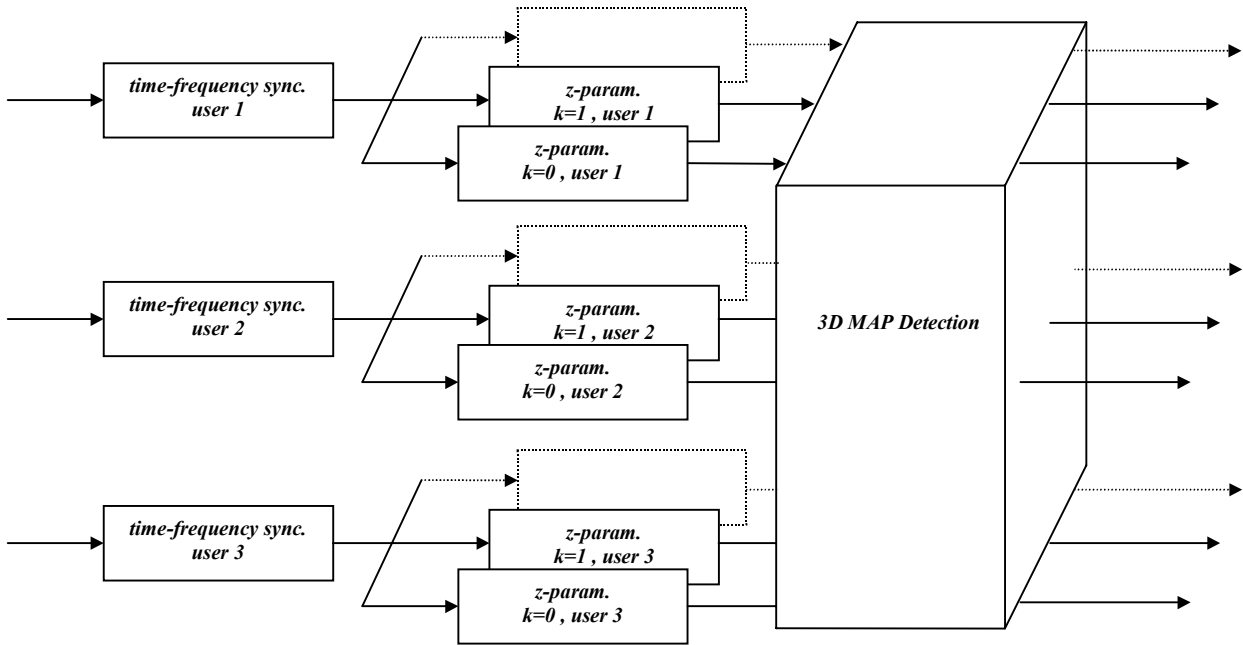 time-frequency sync.
user 1
z-param.
k=1 , user 1
z-param.
k=0 , user 1
time-frequency sync.
user 2
z-param.
k=1 , user 2
z-param.
k=0 , user 2
3D MAP Detection
time-frequency sync.
user 3
z-param.
k=1 , user 3
z-param.
k=0 , user 3